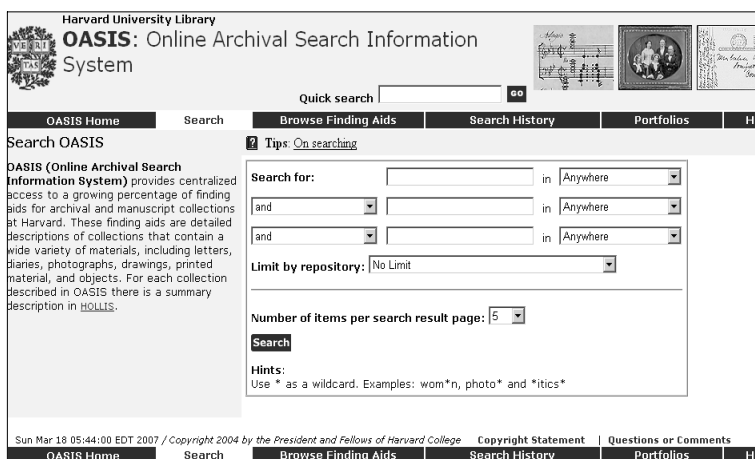 Harvard University Library
OASIS: Online Archival Search Information
System
Quick search GO
OASIS Home Search Browse Finding Aids Search History Portfolios
Search OASIS
? Tips: On searching
OASIS (Online Archival Search
Information System) provides centralized
access to a growing percentage of finding
aids for archival and manuscript collections
at Harvard. These finding aids are detailed
descriptions of collections that contain a
wide variety of materials, including letters,
diaries, photographs, drawings, printed
material, and objects. For each collection
described in OASIS there is a summary
description in HOLLIS.
Search for: in Anywhere
and in Anywhere
and in Anywhere
Limit by repository: No Limit
Number of items per search result page: 5
Search
Hints:
Use * as a wildcard. Examples: wom*n, photo* and *itics*
Sun Mar 18 05:44:00 EDT 2007 / Copyright 2004 by the President and Fellows of Harvard College Copyright Statement | Questions or Comments
OASIS Home Search Browse Finding Aids Search History Portfolios